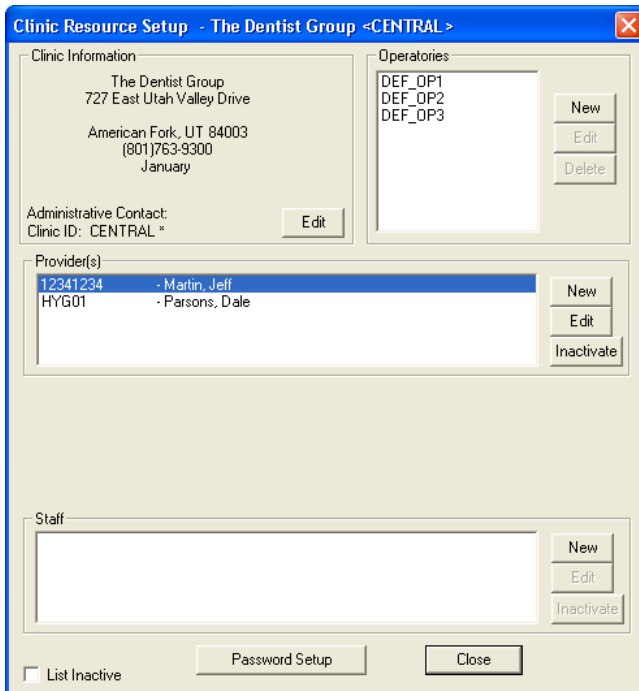 Clinic Resource Setup - The Dentist Group <CENTRAL>
Clinic Information
The Dentist Group
727 East Utah Valley Drive
American Fork, UT 84003
(801)763-9300
January
Administrative Contact:
Clinic ID: CENTRAL *
Edit
Operatories
DEF_OP1
DEF_OP2
DEF_OP3
New
Edit
Delete
Provider(s)
12341234 - Martin, Jeff
HYG01 - Parsons, Dale
New
Edit
Inactivate
Staff
New
Edit
Inactivate
List Inactive
Password Setup
Close